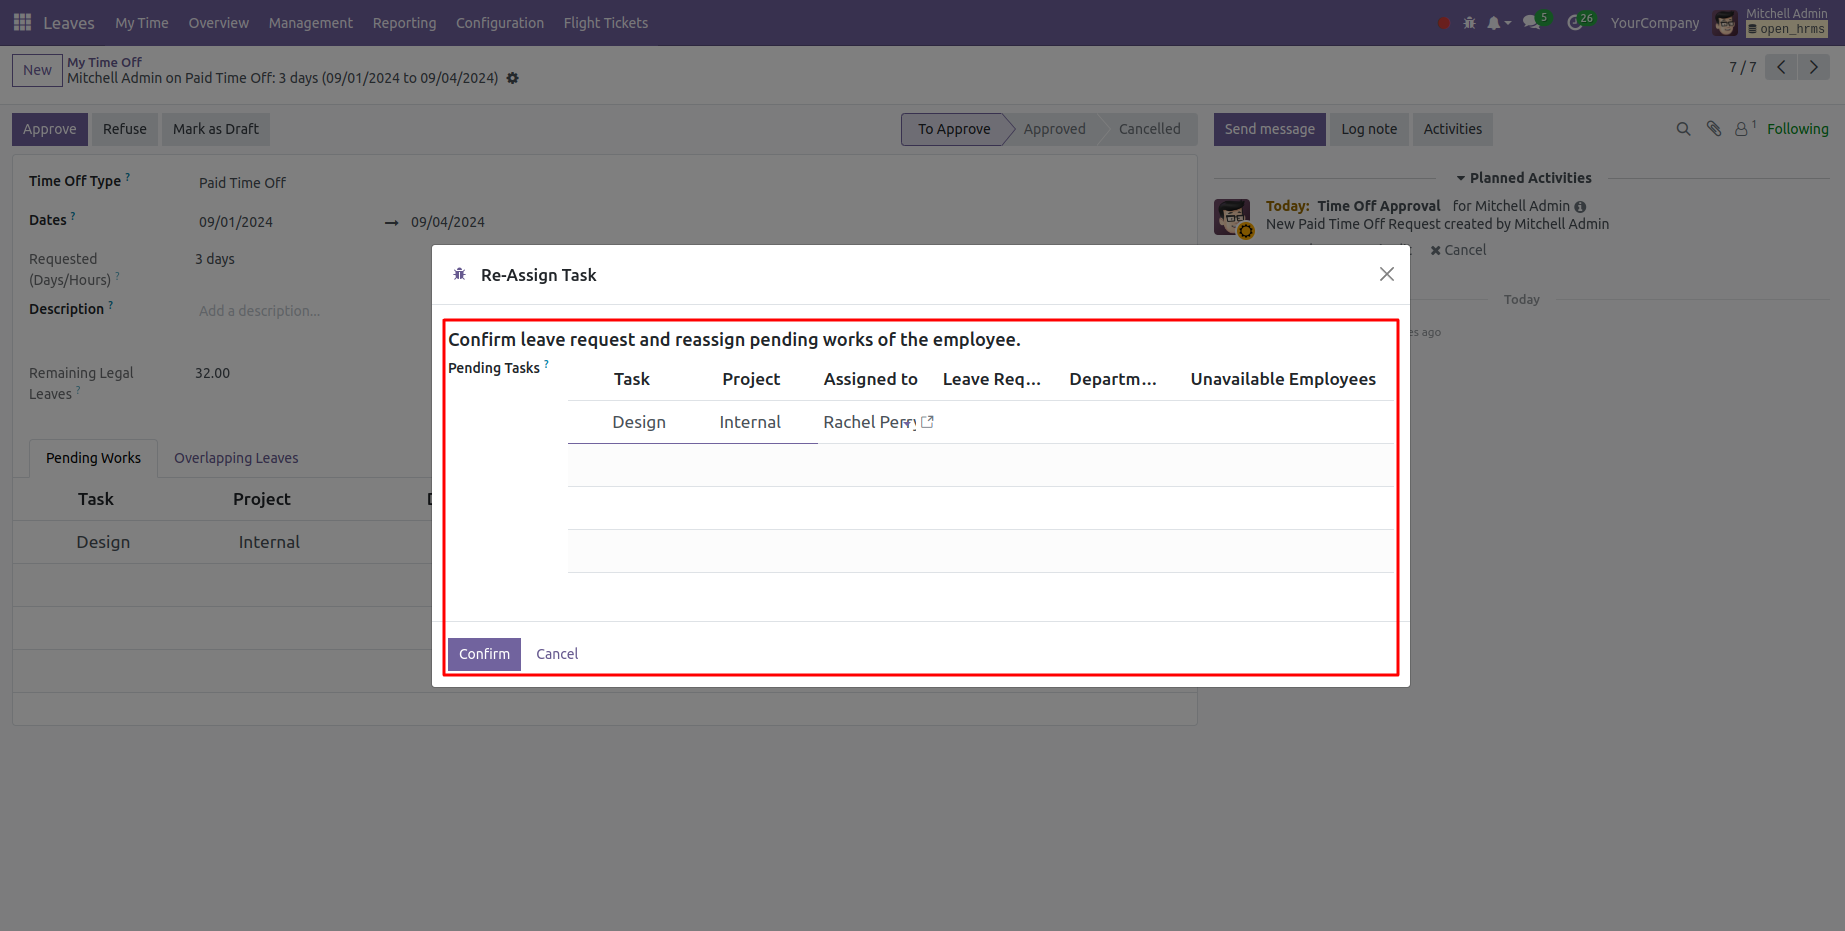 Leaves My Time Overview Management Reporting Configuration Flight Tickets 5 26 YourCompany Mitchell Admin
open_hrms
New My Time Off
Mitchell Admin on Paid Time Off: 3 days (09/01/2024 to 09/04/2024)
7 / 7
Approve Refuse Mark as Draft To Approve Approved Cancelled Send message Log note Activities 1 Following
Time Off Type ? Paid Time Off
Dates ? 09/01/2024 → 09/04/2024
Requested
(Days/Hours) ? 3 days
Description ? Add a description...
Remaining Legal
Leaves ? 32.00
Pending Works Overlapping Leaves
Task Project
Design Internal
Planned Activities
Today: Time Off Approval for Mitchell Admin
New Paid Time Off Request created by Mitchell Admin
Cancel
Today
ago
Re-Assign Task
Confirm leave request and reassign pending works of the employee.
Pending Tasks ?
Task Project Assigned to Leave Req... Departm... Unavailable Employees
Design Internal Rachel Perry
Confirm Cancel